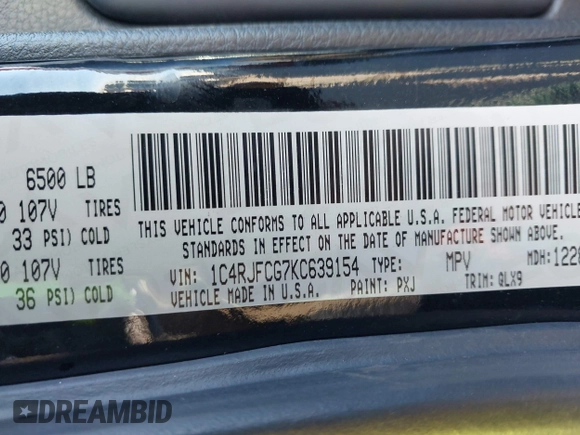 6500 LB
0 107V TIRES
33 PSI) COLD
0 107V TIRES
36 PSI) COLD
THIS VEHICLE CONFORMS TO ALL APPLICABLE U.S.A. FEDERAL MOTOR VEHICLE
STANDARDS IN EFFECT ON THE DATE OF MANUFACTURE SHOWN ABOVE.
VIN: 1C4RJFCG7KC639154 TYPE: MPV MDH:122
VEHICLE MADE IN U.S.A. PAINT: PXJ TRIM: QLX9
DREAMBID